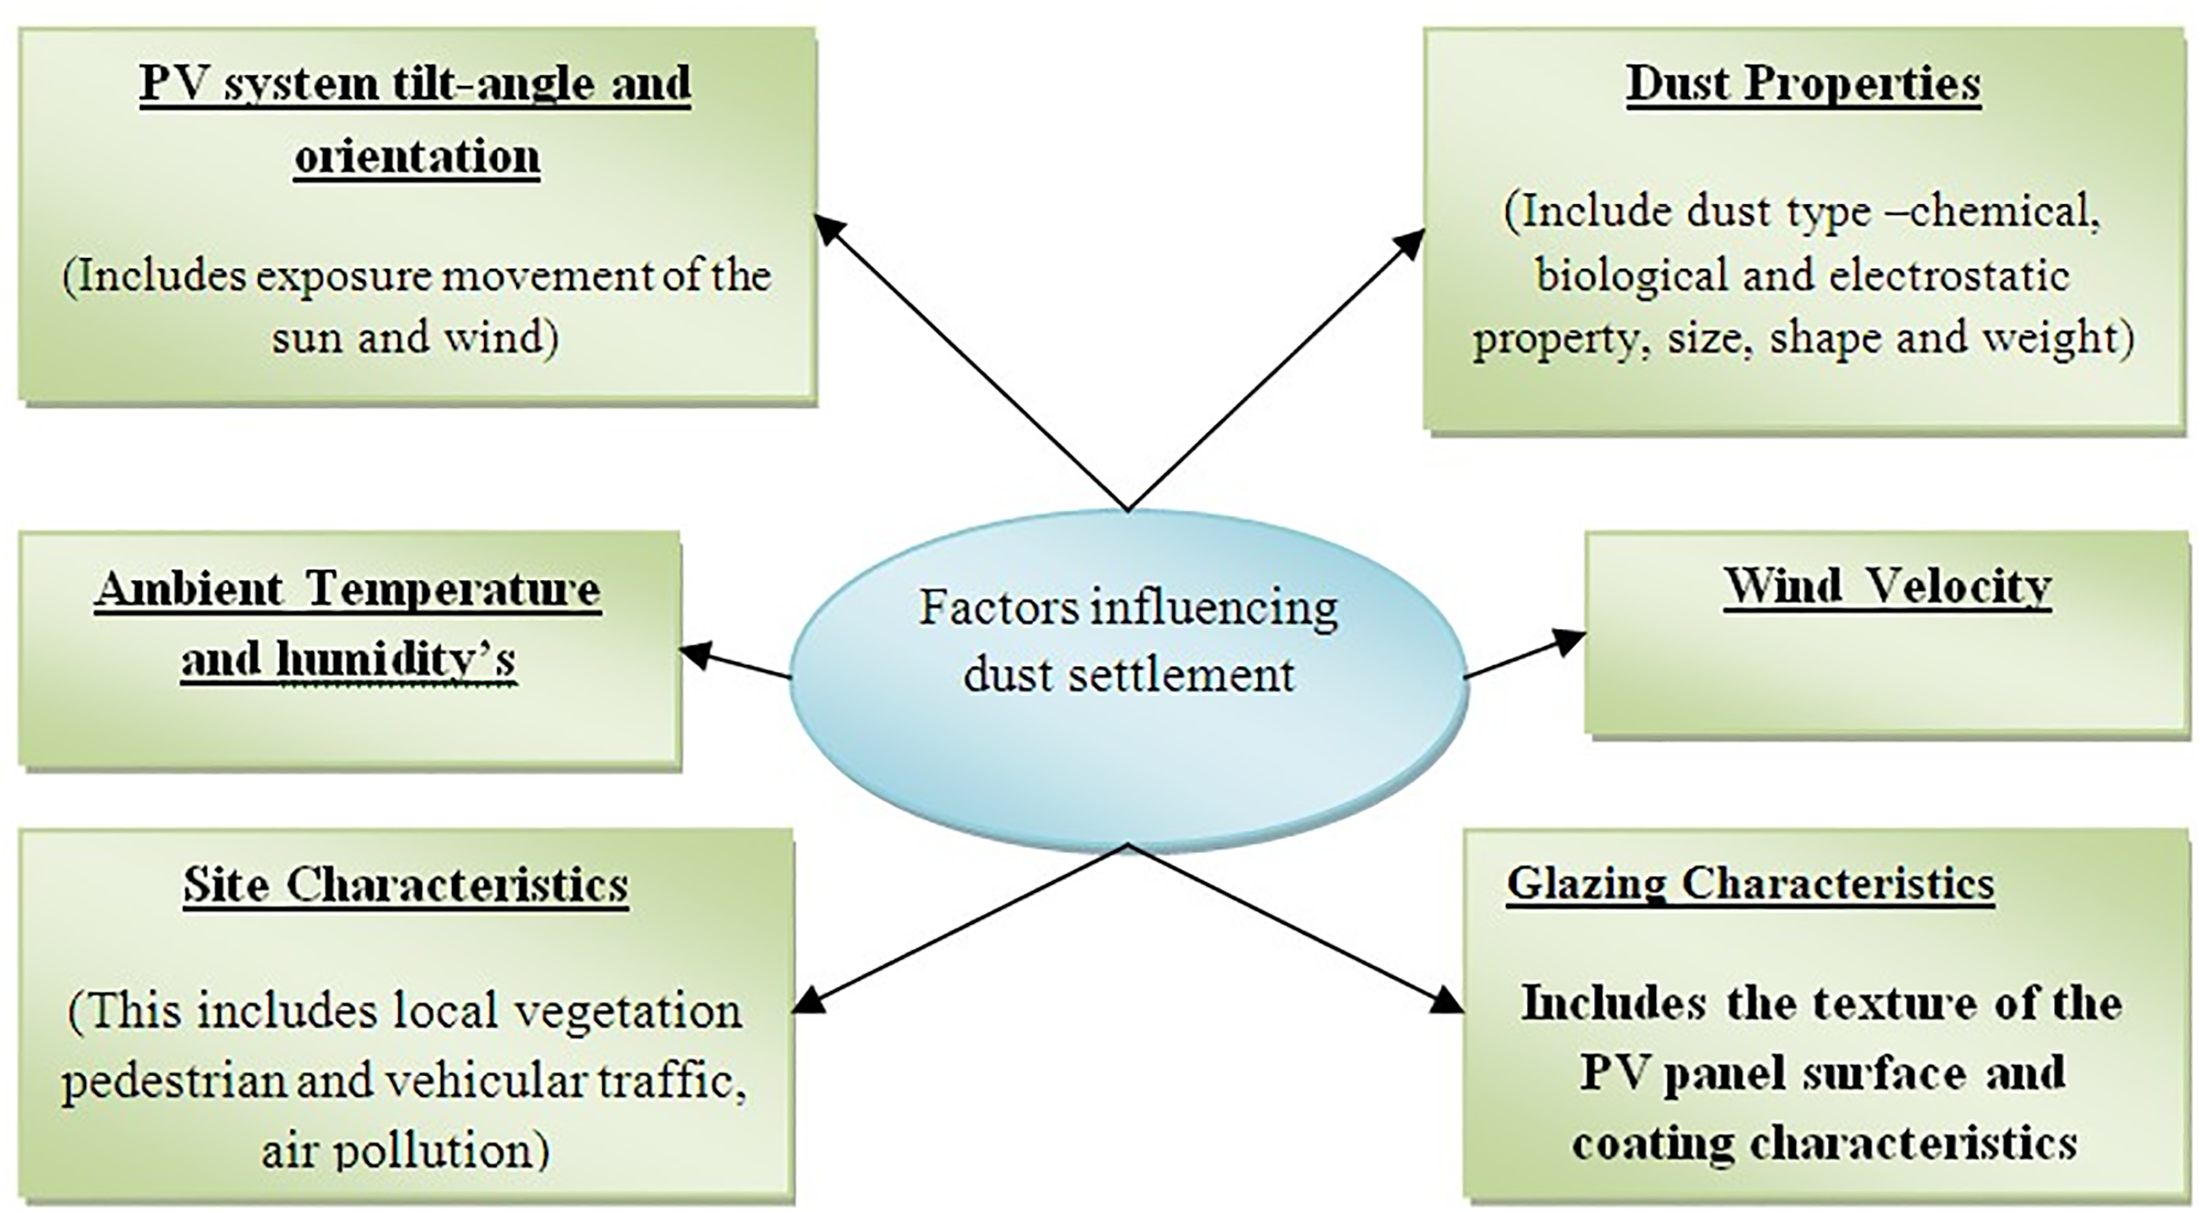 PV system tilt-angle and
orientation
(Includes exposure movement of the
sun and wind)
Dust Properties
(Include dust type –chemical,
biological and electrostatic
property, size, shape and weight)
Ambient Temperature
and humidity’s
Factors influencing
dust settlement
Wind Velocity
Site Characteristics
(This includes local vegetation
pedestrian and vehicular traffic,
air pollution)
Glazing Characteristics
Includes the texture of the
PV panel surface and
coating characteristics